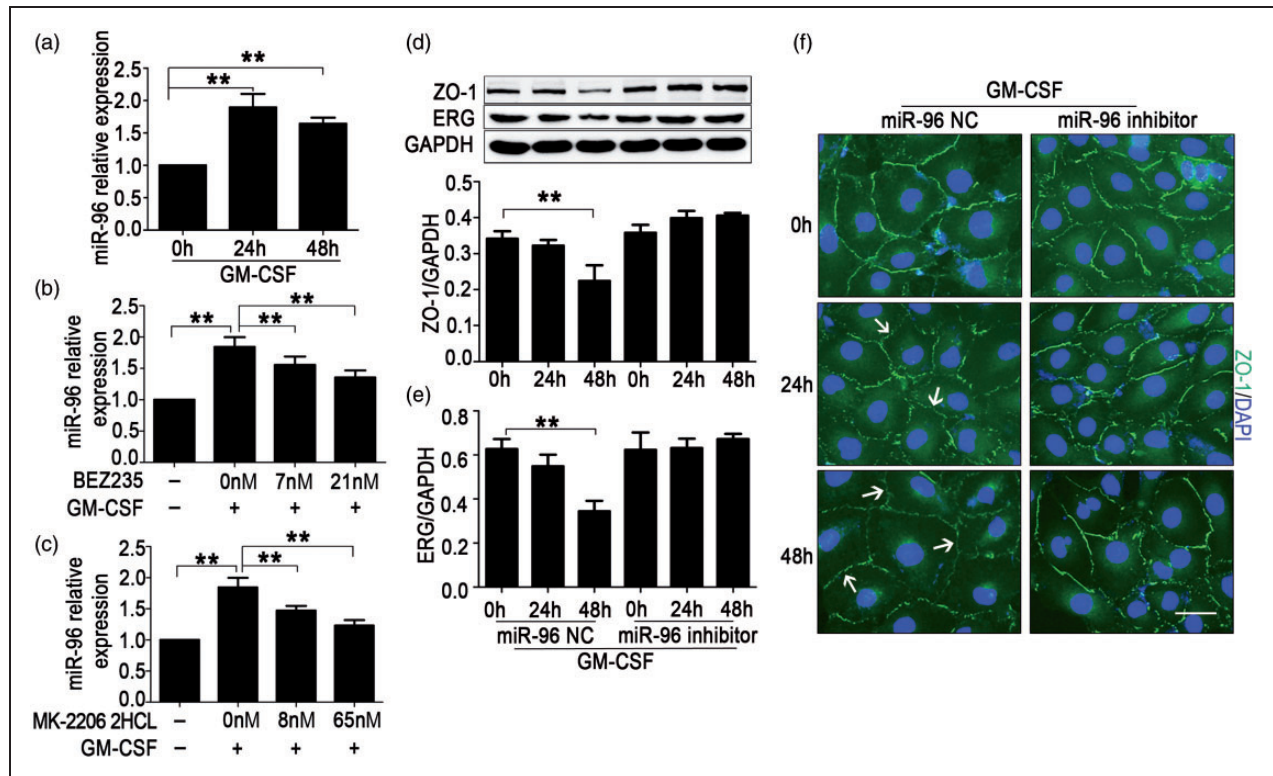 (a)
miR-96 relative expression
2.5
2.0
1.5
1.0
0.5
0.0
**
**
0h 24h 48h
GM-CSF
(b)
miR-96 relative
expression
2.5
2.0
1.5
1.0
0.0
**
**
**
BEZ235 – 0nM 7nM 21nM
GM-CSF – + + +
(c)
miR-96 relative
expression
2.5
2.0
1.5
1.0
0.0
**
**
**
MK-2206 2HCL – 0nM 8nM 65nM
GM-CSF – + + +
(d)
ZO-1
ERG
GAPDH
ZO-1/GAPDH
0.5
0.4
0.3
0.1
0.0
**
0h 24h 48h 0h 24h 48h
(e)
ERG/GAPDH
0.8
0.6
0.4
0.2
0.0
**
0h 24h 48h 0h 24h 48h
miR-96 NC miR-96 inhibitor
GM-CSF
(f)
GM-CSF
miR-96 NC miR-96 inhibitor
0h
24h
48h
ZO-1/DAPI